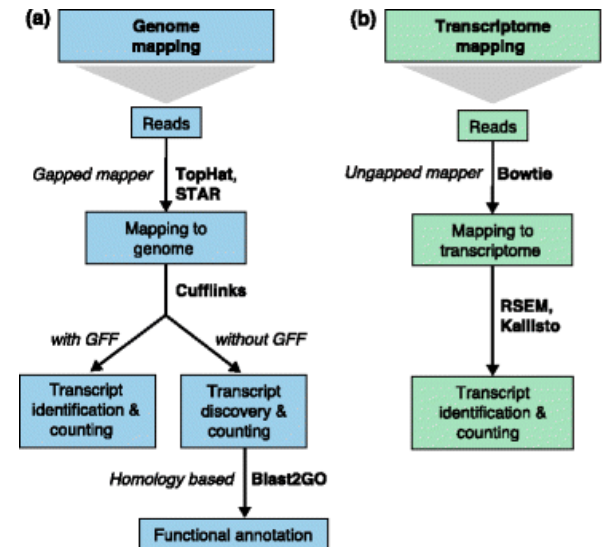 (a)
Genome
mapping
Reads
Gapped mapper
TopHat,
STAR
Mapping to
genome
Cufflinks
with GFF
without GFF
Transcript
identification &
counting
Transcript
discovery &
counting
Homology based
Blast2GO
Functional annotation
(b)
Transcriptome
mapping
Reads
Ungapped mapper
Bowtie
Mapping to
transcriptome
RSEM,
Kallisto
Transcript
identification &
counting